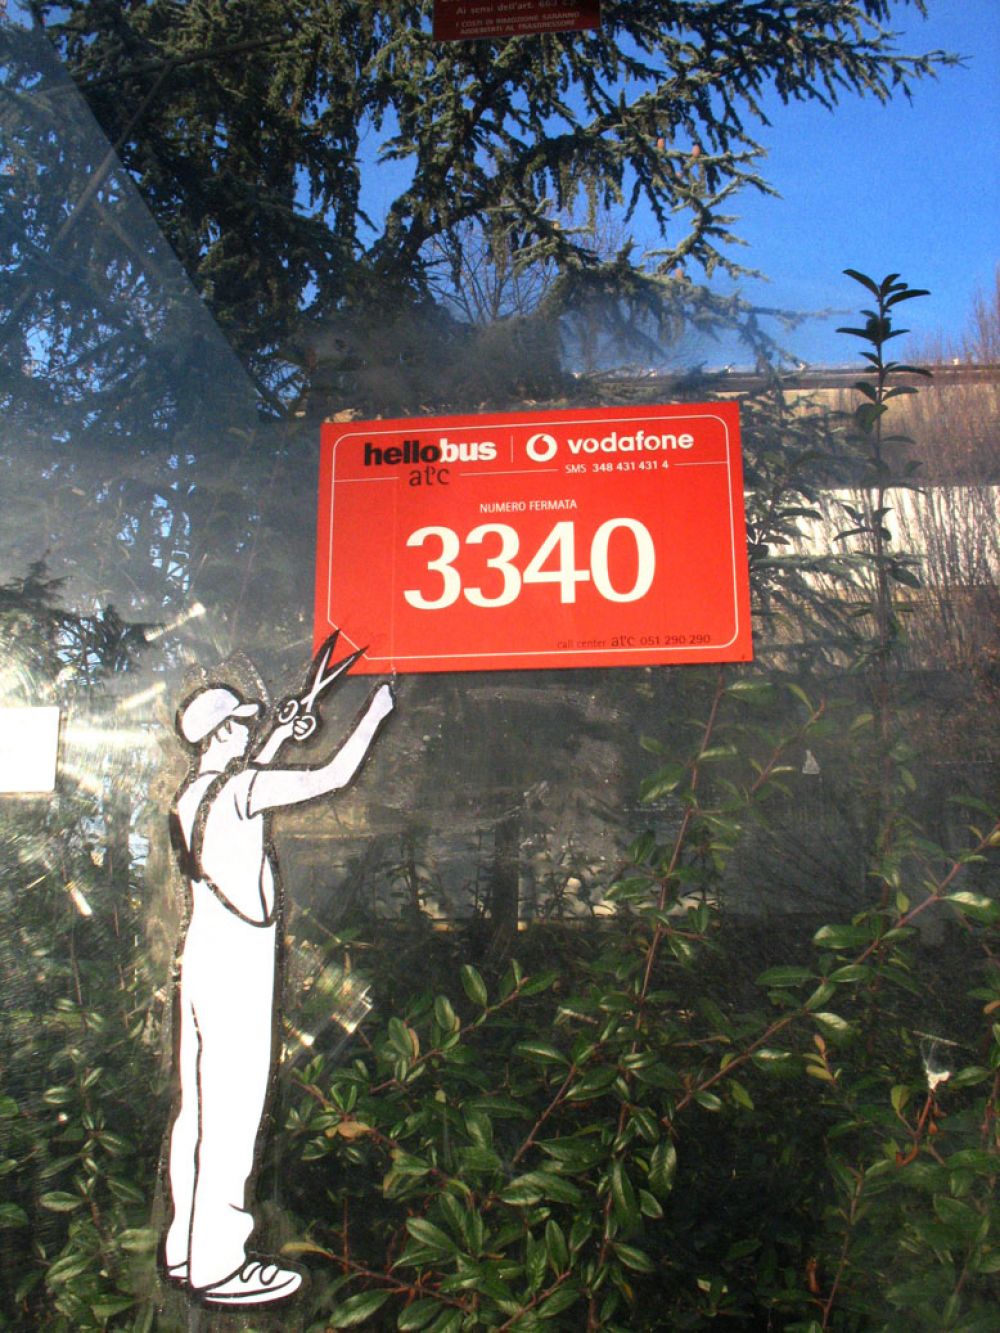 Ai sensi dell'art. 663 C.P.
I COSTI DI RIMOZIONE SARANNO
ADDEBITATI AL TRASGRESSORE
hellobus vodafone
atc SMS 348 431 431 4
NUMERO FERMATA
3340
call center atc 051 290 290